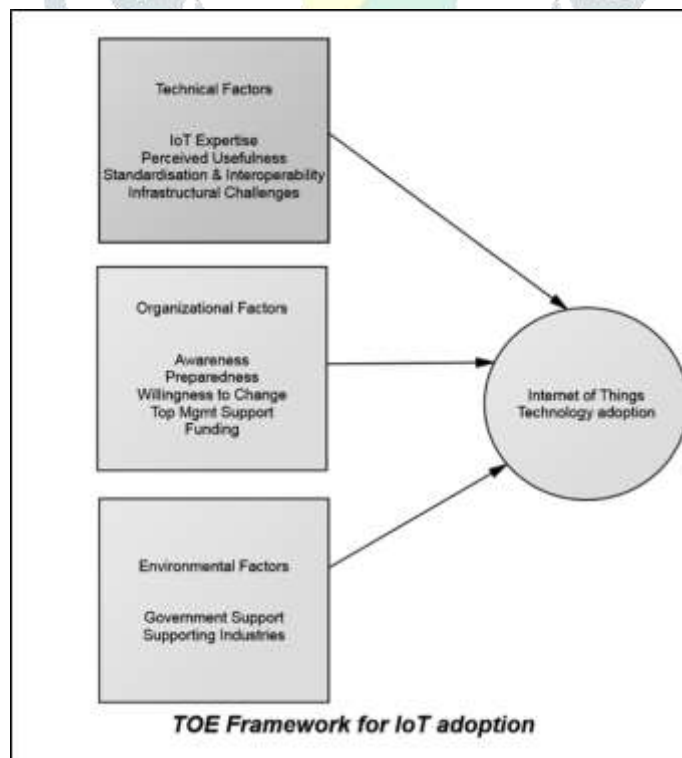 Technical Factors
IoT Expertise
Perceived Usefulness
Standardisation & Interoperability
Infrastructural Challenges
Organizational Factors
Awareness
Preparedness
Willingness to Change
Top Mgmt Support
Funding
Internet of Things
Technology adoption
Environmental Factors
Government Support
Supporting Industries
TOE Framework for IoT adoption